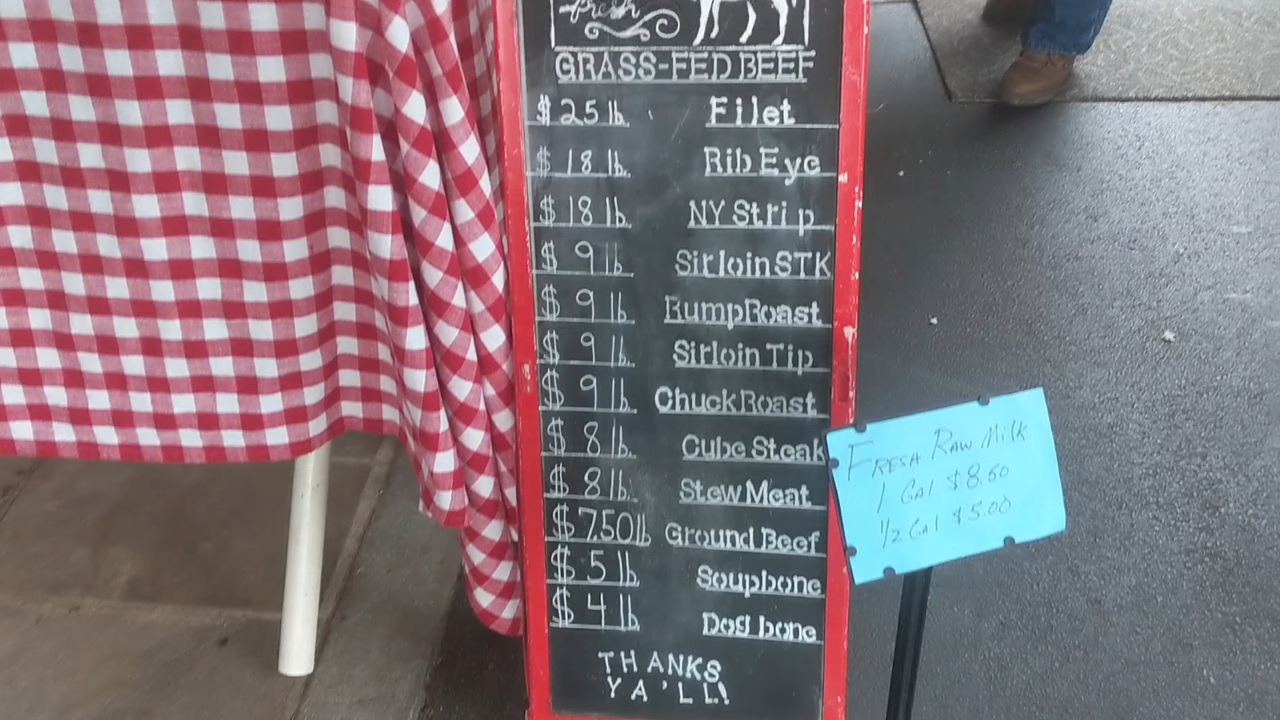 fresh
GRASS-FED BEEF
$25 lb. Filet
$18 lb. Rib Eye
$18 lb. NY Strip
$9 lb. Sirloin STK
$9 lb. Rump Roast
$9 lb. Sirloin Tip
$9 lb. Chuck Roast
$8 lb. Cube Steak
$8 lb. Stew Meat
$7.50 lb Ground Beef
$5 lb. Soup bone
$4 lb. Dog bone
THANKS
YA'LL!
FRESH RAW MILK
1 GAl $8.50
1/2 GAl $5.00